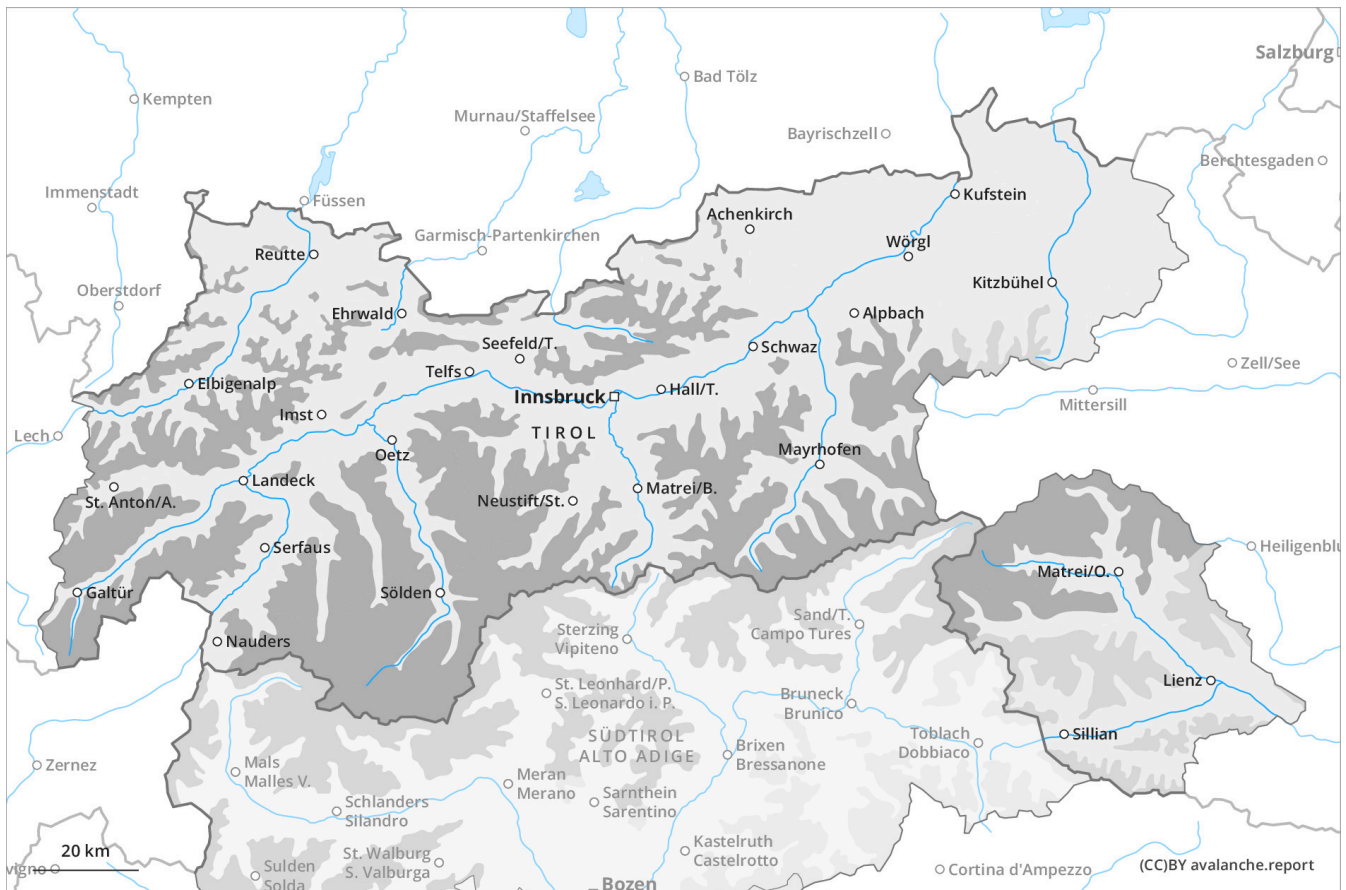 Salzburg
Bad Tölz
Kempten
Murnau/Staffelsee
Bayrischzell
Berchtesgaden
Immenstadt
Füssen
Kufstein
Achenkirch
Garmisch-Partenkirchen
Wörgl
Reutte
Kitzbühel
Oberstdorf
Ehrwald
Alpbach
Seefeld/T.
Schwaz
Zell/See
Telfs
Elbigenalp
Hall/T.
Innsbruck
Mittersill
Imst
TIROL
Lech
Oetz
Mayrhofen
Landeck
Matrei/B.
St. Anton/A.
Neustift/St.
Serfaus
Heiligenblu
Matrei/O.
Galtür
Sölden
Sand/T.
Campo Tures
Sterzing
Vipiteno
Nauders
Lienz
St. Leonhard/P.
S. Leonardo i. P.
Bruneck
Brunico
Sillian
SÜDTIROL
ALTO ADIGE
Toblach
Dobbiaco
Brixen
Bressanone
Zernez
Mals
Malles V.
Meran
Merano
Sarnthein
Sarentino
Schlanders
Silandro
Kastelruth
Castelrotto
20 km
St. Walburg
S. Valburga
vigno
Sulden
Solda
Cortina d'Ampezzo
(CC)BY avalanche.report
Bozen